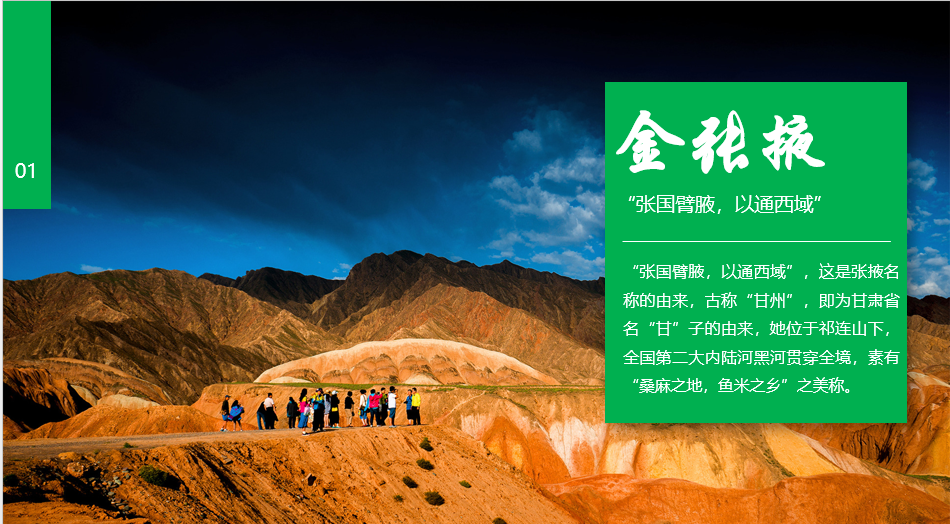 01
金张掖
“张国臂腋，以通西域”
“张国臂腋，以通西域”，这是张掖名
称的由来，古称“甘州”，即为甘肃省
名“甘”子的由来，她位于祁连山下，
全国第二大内陆河黑河贯穿全境，素有
“桑麻之地，鱼米之乡”之美称。